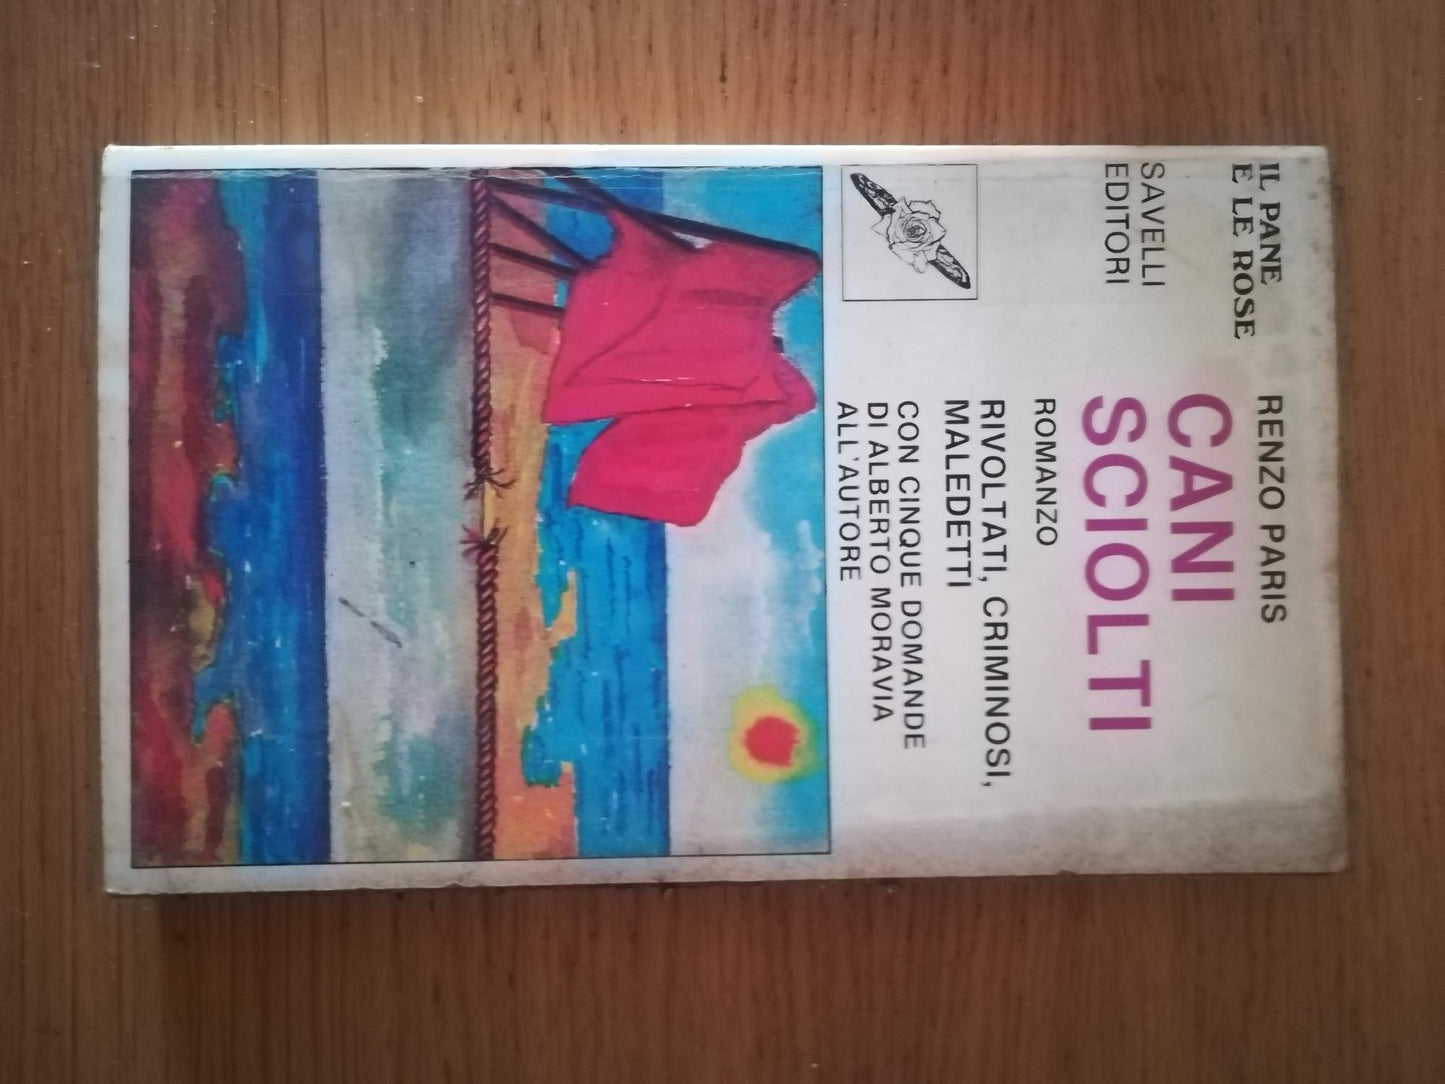 IL PANE
E LE ROSE
SAVELLI
EDITORI
RENZO PARIS
CANI
SCIOLTI
ROMANZO
RIVOLTATI, CRIMINOSI,
MALEDETTI
CON CINQUE DOMANDE
DI ALBERTO MORAVIA
ALL'AUTORE